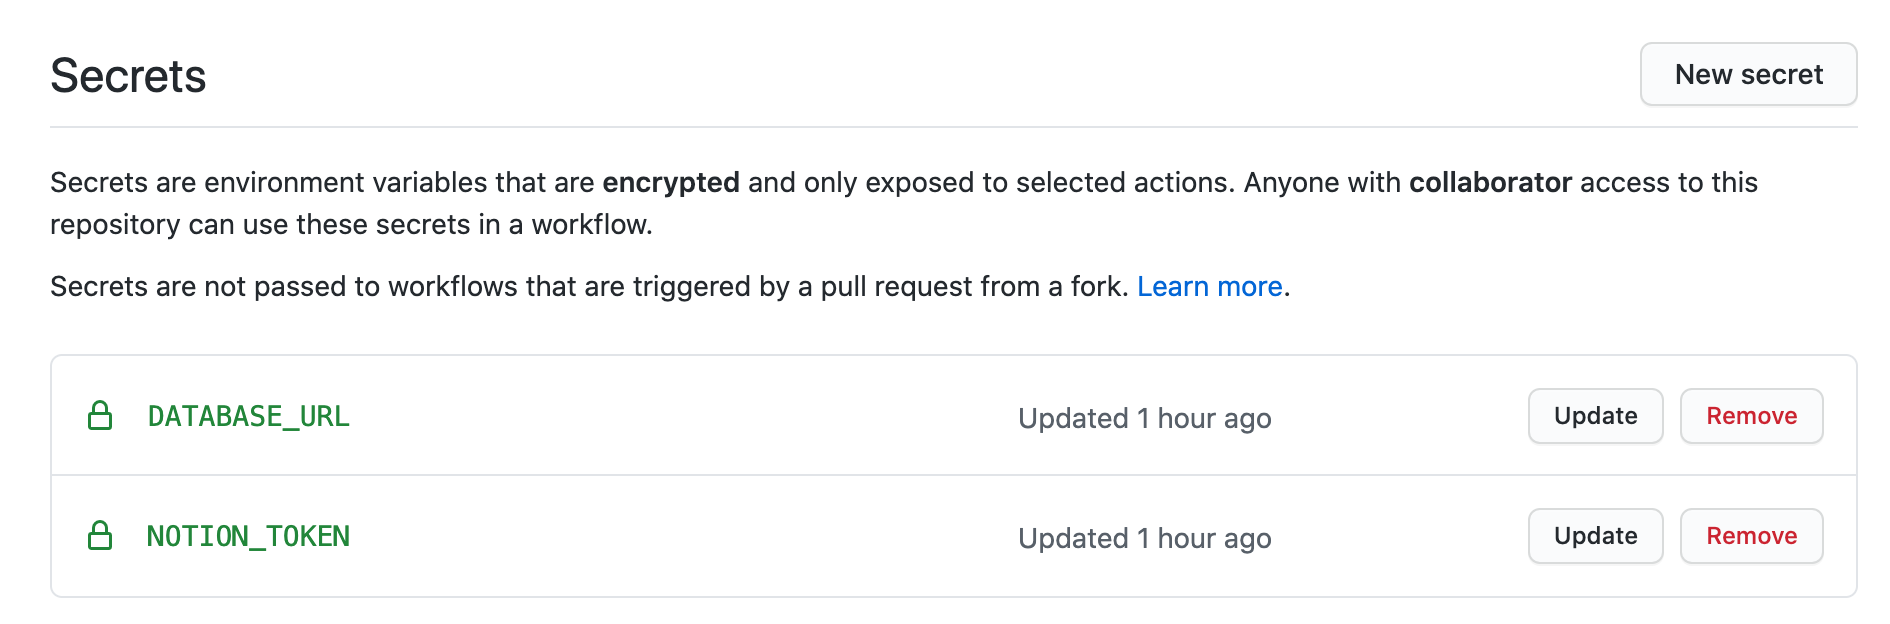 Secrets
New secret
Secrets are environment variables that are encrypted and only exposed to selected actions. Anyone with collaborator access to this
repository can use these secrets in a workflow.
Secrets are not passed to workflows that are triggered by a pull request from a fork. Learn more.
DATABASE_URL Updated 1 hour ago Update Remove
NOTION_TOKEN Updated 1 hour ago Update Remove